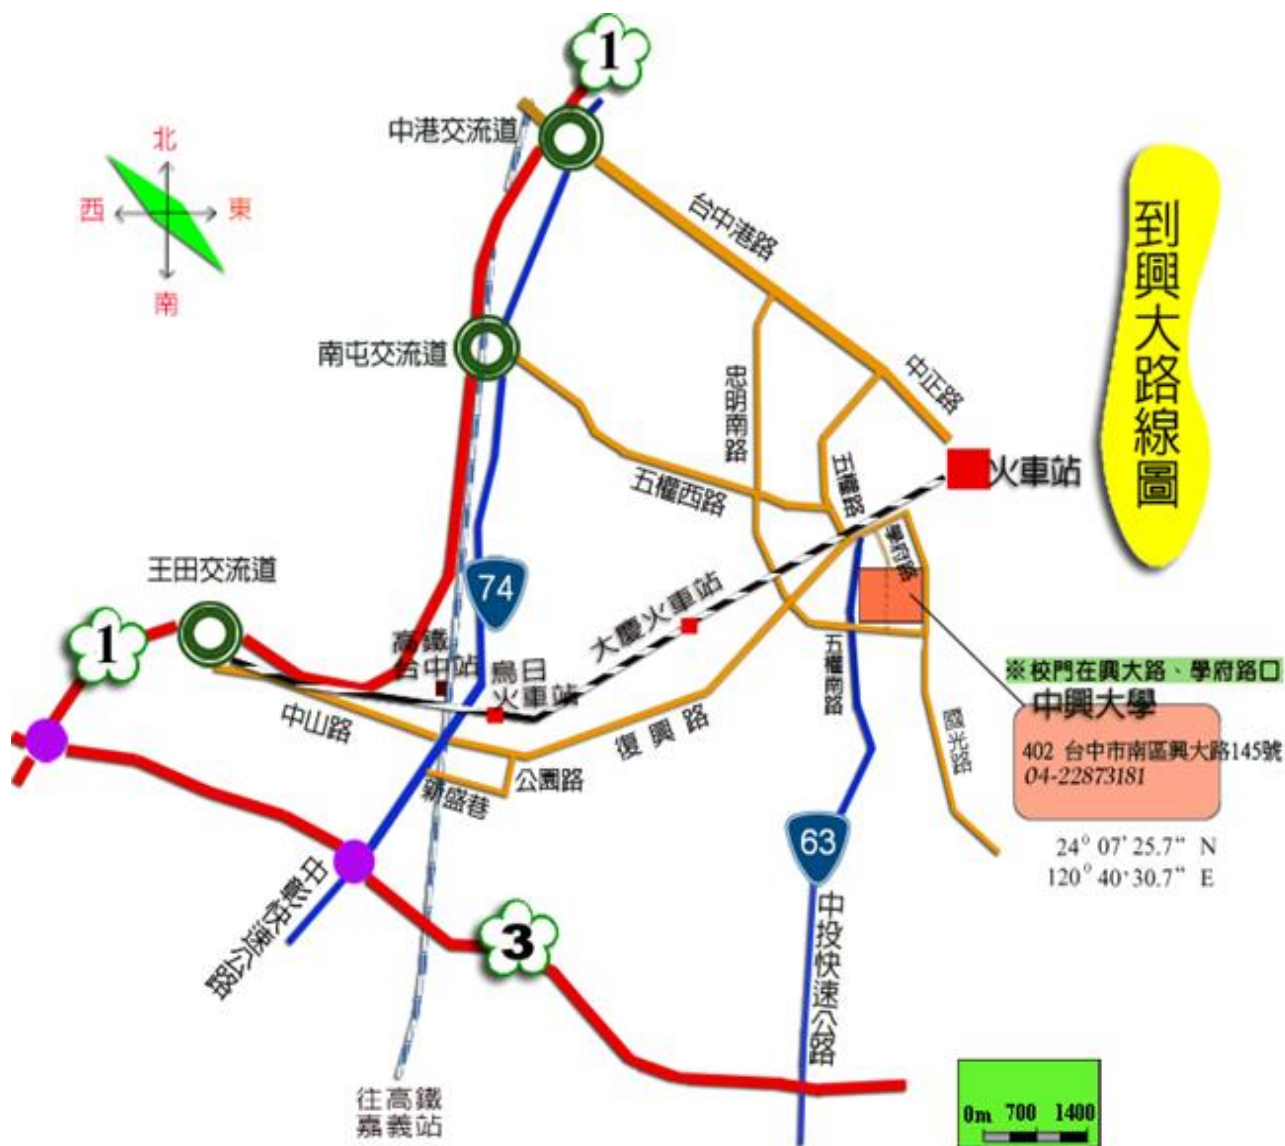 1
中港交流道
北
西
東
南
台中港路
到興大路線圖
南屯交流道
忠明南路
中正路
火車站
五權西路
五權路
學府路
王田交流道
74
1
大慶火車站
高鐵
台中站
烏日
火車站
五權南路
※校門在興大路、學府路口
中興大學
402 台中市南區興大路145號
04-22873181
中山路
復興路
國光路
公園路
新盛巷
63
24° 07' 25.7“ N
120° 40' 30.7“ E
中彰快速公路
3
中投快速公路
往高鐵
嘉義站
0m 700 1400